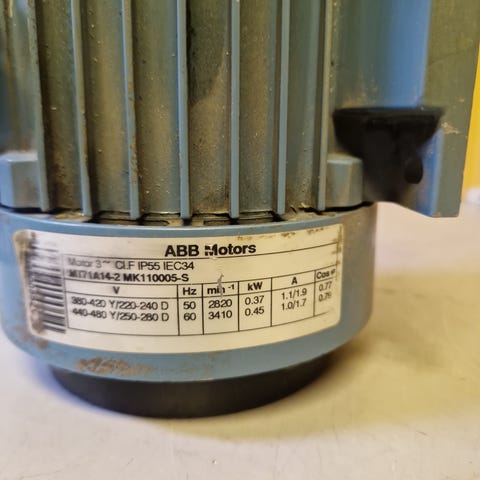 ABB Motors
Motor 3~ Cl.F IP55 IEC34
MT71A14-2 MK110005-S
V Hz min⁻¹ kW A Cos φ
380-420 Y/220-240 D 50 2820 0.37 1.1/1.9 0.77
440-480 Y/250-280 D 60 3410 0.45 1.0/1.7 0.76